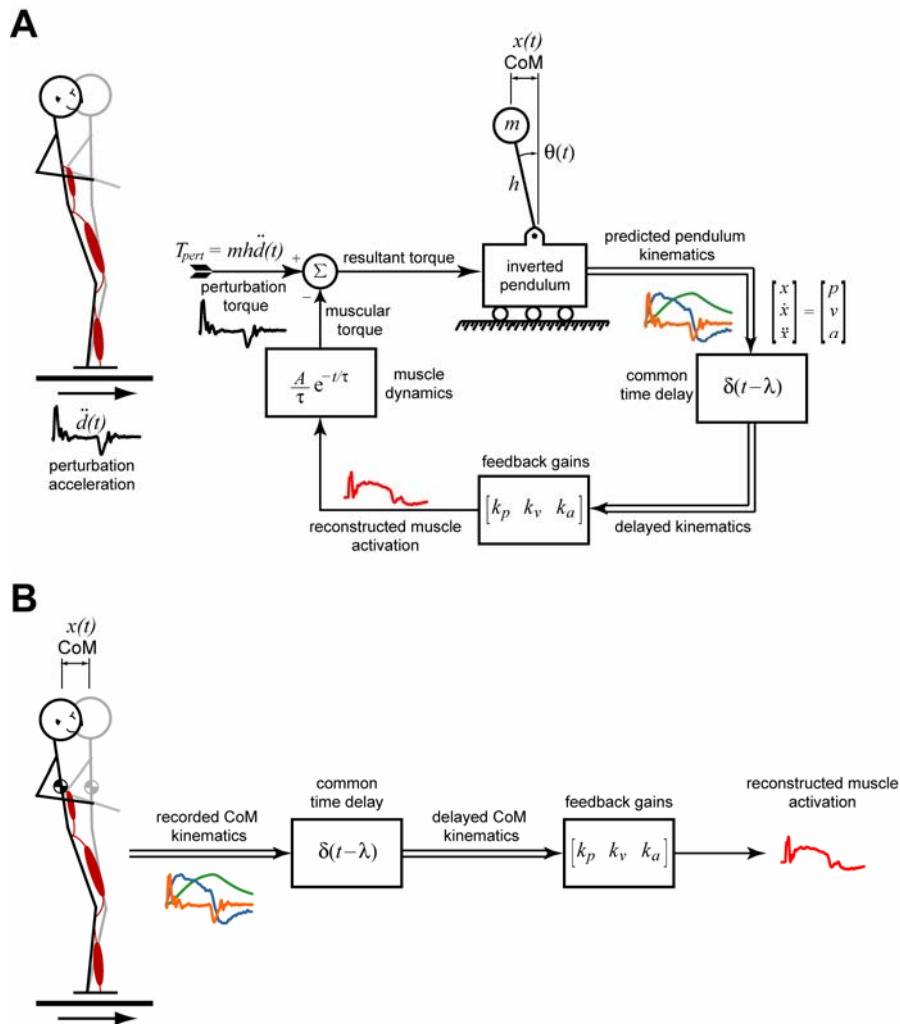 A
x(t)
CoM
m
θ(t)
h
T_pert = mhd̈(t)
+
Σ
−
resultant torque
perturbation
torque
muscular
torque
inverted
pendulum
predicted pendulum
kinematics
[x ẋ ẍ] = [p v a]
common
time delay
δ(t−λ)
A/τ e^−t/τ
muscle
dynamics
d̈(t)
perturbation
acceleration
feedback gains
[k_p k_v k_a]
reconstructed muscle
activation
delayed kinematics
B
x(t)
CoM
recorded CoM
kinematics
common
time delay
δ(t−λ)
delayed CoM
kinematics
feedback gains
[k_p k_v k_a]
reconstructed muscle
activation